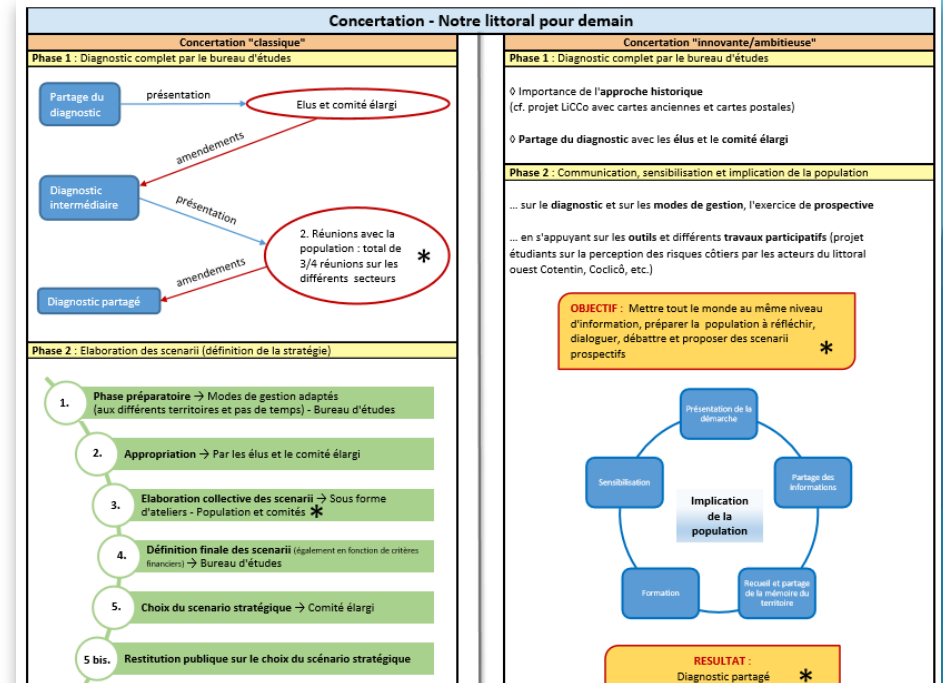 Concertation - Notre littoral pour demain
Concertation "classique"
Phase 1 : Diagnostic complet par le bureau d'études
Partage du
diagnostic
présentation
Elus et comité élargi
amendements
Diagnostic
intermédiaire
présentation
2. Réunions avec la
population : total de
3/4 réunions sur les
différents secteurs
*
amendements
Diagnostic partagé
Phase 2 : Elaboration des scenarii (définition de la stratégie)
1.
Phase préparatoire → Modes de gestion adaptés
(aux différents territoires et pas de temps) - Bureau d'études
2.
Appropriation → Par les élus et le comité élargi
3.
Elaboration collective des scenarii → Sous forme
d'ateliers - Population et comités *
4.
Définition finale des scenarii (également en fonction de critères
financiers) → Bureau d'études
5.
Choix du scenario stratégique → Comité élargi
5 bis.
Restitution publique sur le choix du scénario stratégique
Concertation "innovante/ambitieuse"
Phase 1 : Diagnostic complet par le bureau d'études
◊ Importance de l'approche historique
(cf. projet LiCCo avec cartes anciennes et cartes postales)
◊ Partage du diagnostic avec les élus et le comité élargi
Phase 2 : Communication, sensibilisation et implication de la population
... sur le diagnostic et sur les modes de gestion, l'exercice de prospective
... en s'appuyant sur les outils et différents travaux participatifs (projet
étudiants sur la perception des risques côtiers par les acteurs du littoral
ouest Cotentin, Coclicô, etc.)
OBJECTIF : Mettre tout le monde au même niveau
d'information, préparer la population à réfléchir,
dialoguer, débattre et proposer des scenarii
prospectifs
*
Présentation de la
démarche
Sensibilisation
Partage des
informations
Implication
de la
population
Formation
Recueil et partage
de la mémoire du
territoire
RESULTAT :
Diagnostic partagé
*